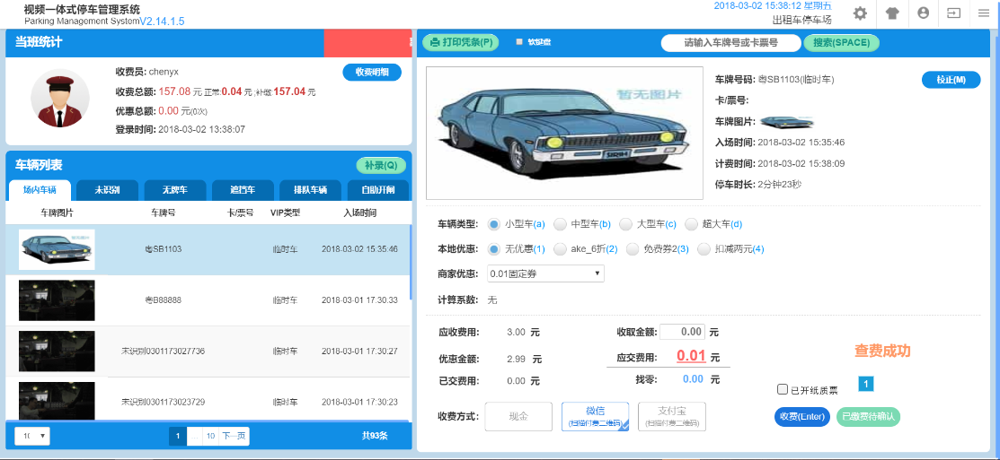 视频一体式停车管理系统
Parking Management System V2.14.1.5
2018-03-02 15:38:12 星期五
出租车停车场
当班统计
收费员: chenyx
收费明细
收费总额: 157.08 元 正常:0.04 元 补缴:157.04 元
优惠总额: 0.00 元(0次)
登录时间: 2018-03-02 13:38:07
车辆列表
补录(Q)
场内车辆 未识别 无牌车 遮挡车 排队车辆 自助开闸
车牌图片 车牌号 卡/票号 VIP类型 入场时间
粤SB1103 临时车 2018-03-02 15:35:46
粤B88888 临时车 2018-03-01 17:30:33
未识别0301173027736 临时车 2018-03-01 17:30:27
未识别0301173023729 临时车 2018-03-01 17:30:23
1 ... 10 下一页
共93条
打印凭条(P) 软键盘 请输入车牌号或卡票号 搜索(SPACE)
暂无图片
车牌号码: 粤SB1103(临时车)
校正(M)
卡/票号:
车牌图片:
入场时间: 2018-03-02 15:35:46
计费时间: 2018-03-02 15:38:09
停车时长: 2分钟23秒
车辆类型: 小型车(a) 中型车(b) 大型车(c) 超大车(d)
本地优惠: 无优惠(1) ake_6折(2) 免费券2(3) 扣减两元(4)
商家优惠: 0.01固定券
计算系数: 无
应收费用: 3.00 元 收取金额: 0.00 元
优惠金额: 2.99 元 应交费用: 0.01 元
已交费用: 0.00 元 找零: 0.00 元
查费成功
已开纸质票 1
收费方式: 现金 微信 (扫描付费二维码) 支付宝 (扫描付费二维码)
收费(Enter) 已缴费待确认